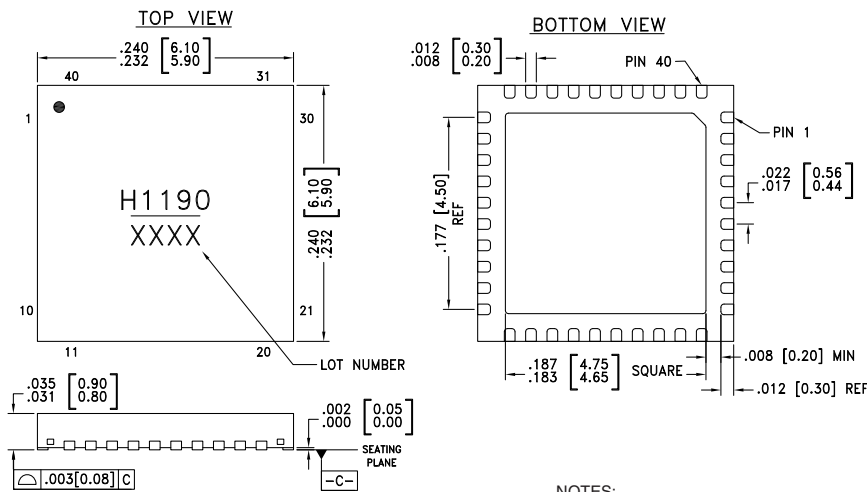 TOP VIEW
.240 [6.10]
.232 [5.90]
40
31
1
30
H1190
XXXX
.240 [6.10]
.232 [5.90]
10
21
11
20
LOT NUMBER
.035 [0.90]
.031 [0.80]
.002 [0.05]
.000 [0.00]
SEATING
PLANE
.003[0.08] C
-C-
BOTTOM VIEW
.012 [0.30]
.008 [0.20]
PIN 40
PIN 1
.022 [0.56]
.017 [0.44]
.177 [4.50]
REF
.187 [4.75]
.183 [4.65]
SQUARE
.008 [0.20] MIN
.012 [0.30] REF
NOTES: